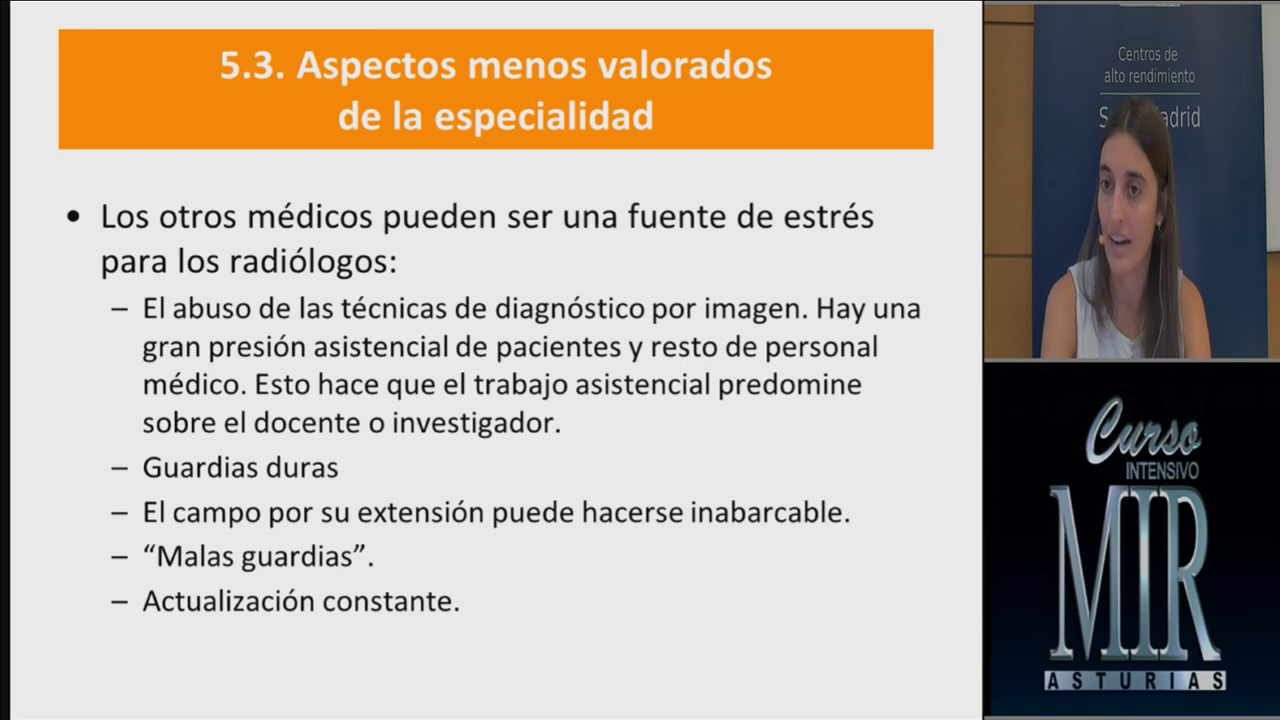 5.3. Aspectos menos valorados
de la especialidad
• Los otros médicos pueden ser una fuente de estrés
para los radiólogos:
– El abuso de las técnicas de diagnóstico por imagen. Hay una
gran presión asistencial de pacientes y resto de personal
médico. Esto hace que el trabajo asistencial predomine
sobre el docente o investigador.
– Guardias duras
– El campo por su extensión puede hacerse inabarcable.
– “Malas guardias”.
– Actualización constante.
Centros de
alto rendimiento
Curso
INTENSIVO
MIR
ASTURIAS